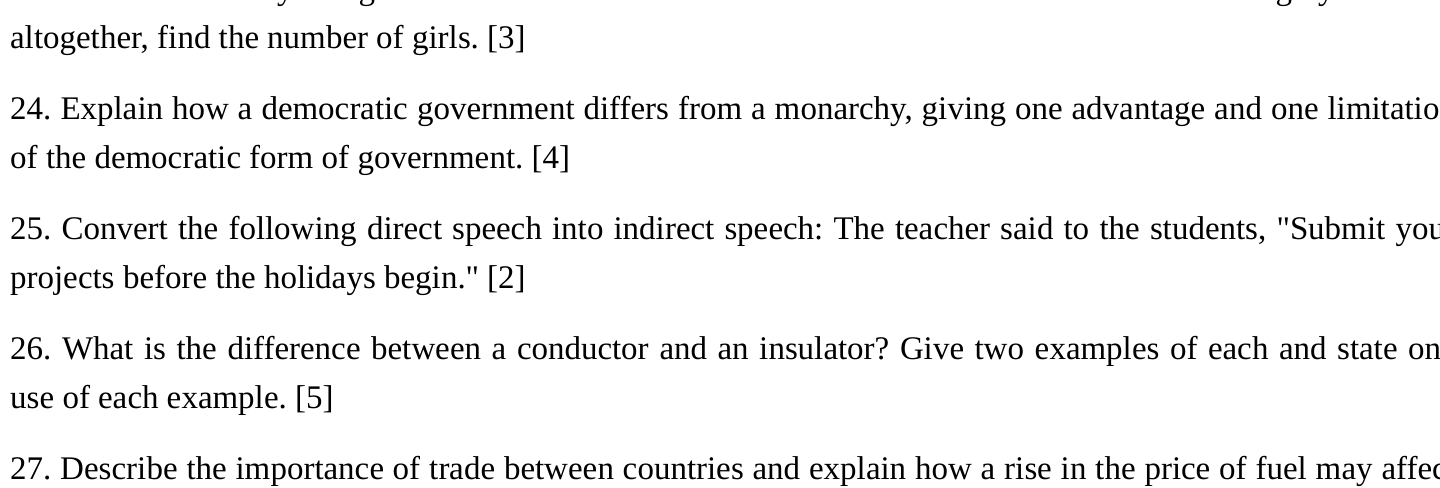 altogether, find the number of girls. [3]
24. Explain how a democratic government differs from a monarchy, giving one advantage and one limitatio
of the democratic form of government. [4]
25. Convert the following direct speech into indirect speech: The teacher said to the students, "Submit you
projects before the holidays begin." [2]
26. What is the difference between a conductor and an insulator? Give two examples of each and state on
use of each example. [5]
27. Describe the importance of trade between countries and explain how a rise in the price of fuel may affec